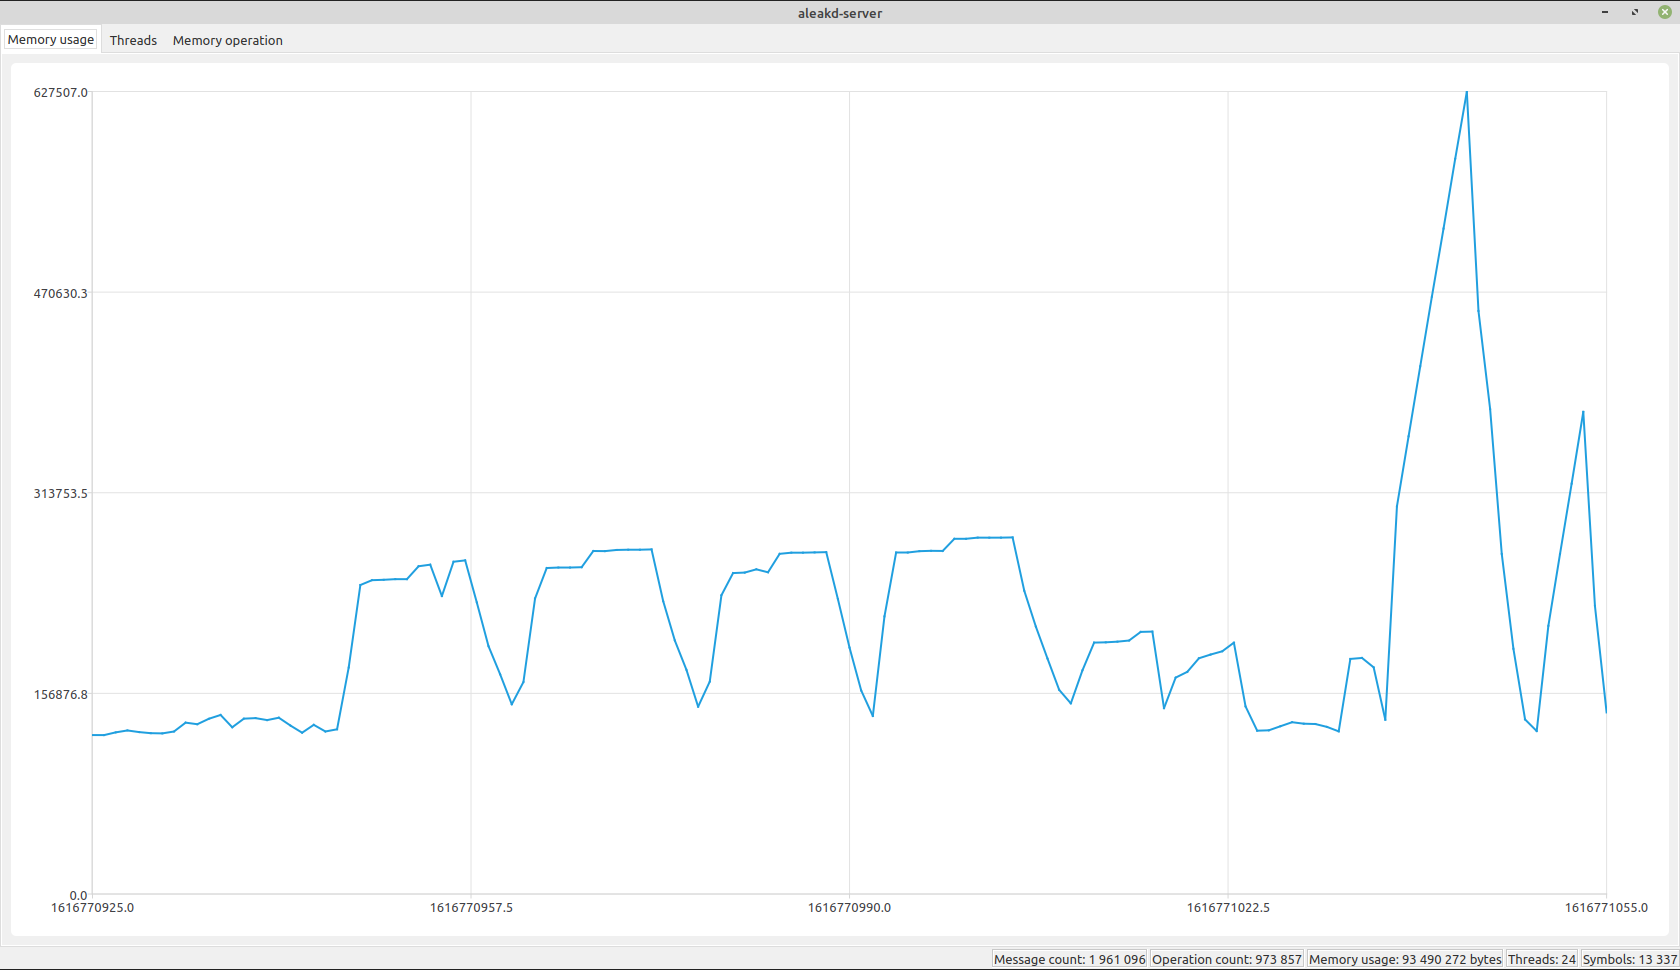 aleakd-server
Memory usage Threads Memory operation
627507.0
470630.3
313753.5
156876.8
0.0
1616770925.0 1616770957.5 1616770990.0 1616771022.5 1616771055.0
Message count: 1 961 096 Operation count: 973 857 Memory usage: 93 490 272 bytes Threads: 24 Symbols: 13 337